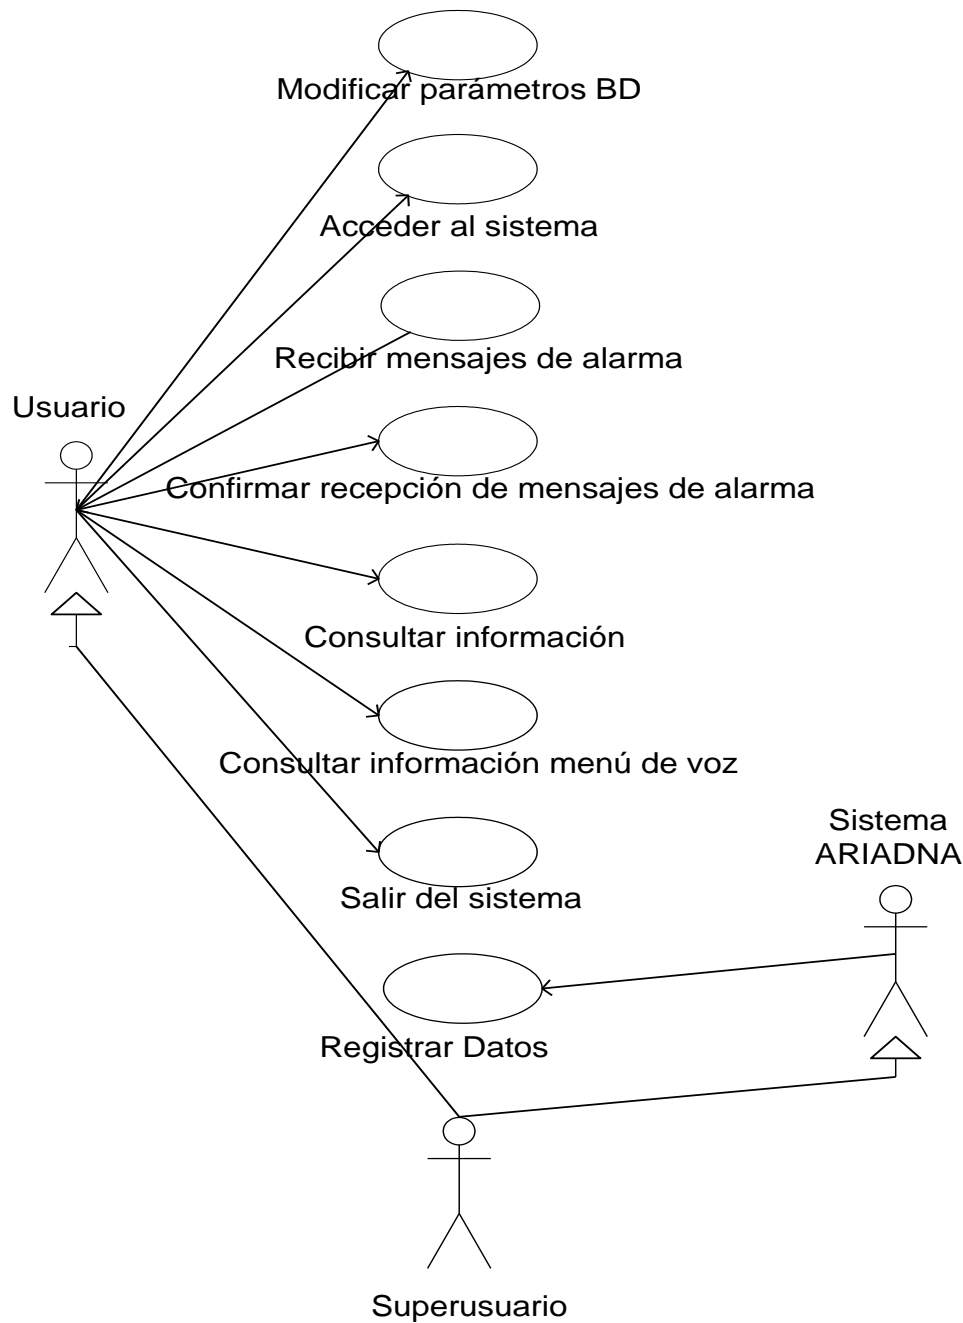 Modificar parámetros BD
Acceder al sistema
Recibir mensajes de alarma
Usuario
Confirmar recepción de mensajes de alarma
Consultar información
Consultar información menú de voz
Sistema
ARIADNA
Salir del sistema
Registrar Datos
Superusuario